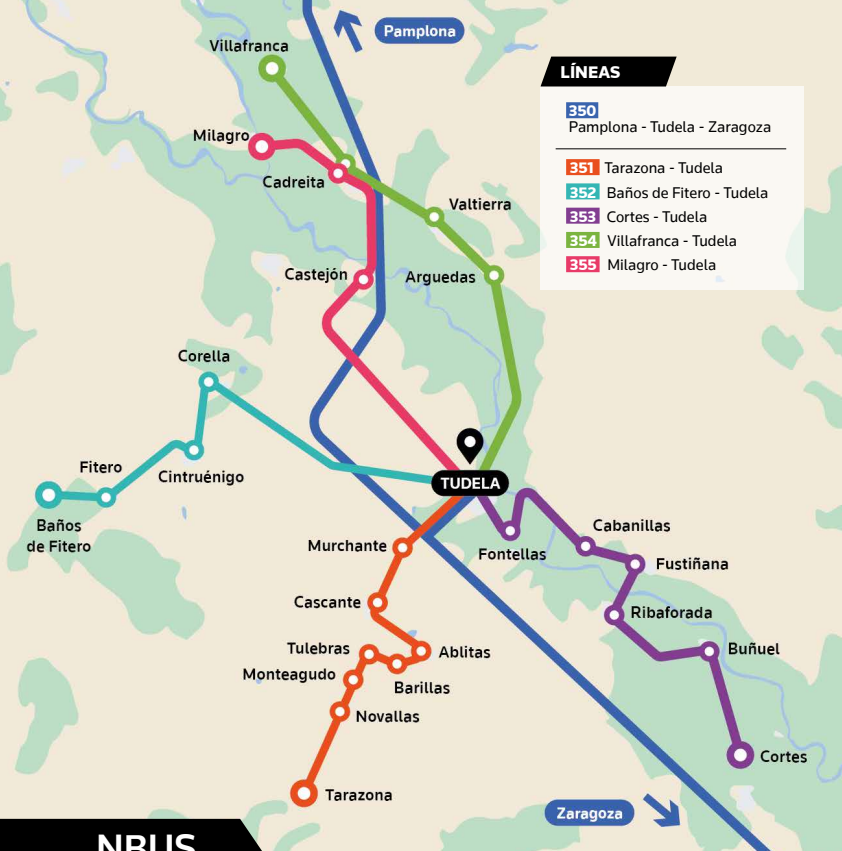 Pamplona
Villafranca
LÍNEAS
350
Pamplona - Tudela - Zaragoza
351 Tarazona - Tudela
352 Baños de Fitero - Tudela
353 Cortes - Tudela
354 Villafranca - Tudela
355 Milagro - Tudela
Milagro
Cadreita
Valtierra
Castejón
Arguedas
Corella
Fitero
Cintruénigo
TUDELA
Baños
de Fitero
Murchante
Fontellas
Cabanillas
Fustiñana
Cascante
Ribaforada
Tulebras
Ablitas
Buñuel
Monteagudo
Barillas
Novallas
Cortes
Tarazona
Zaragoza
NBUS